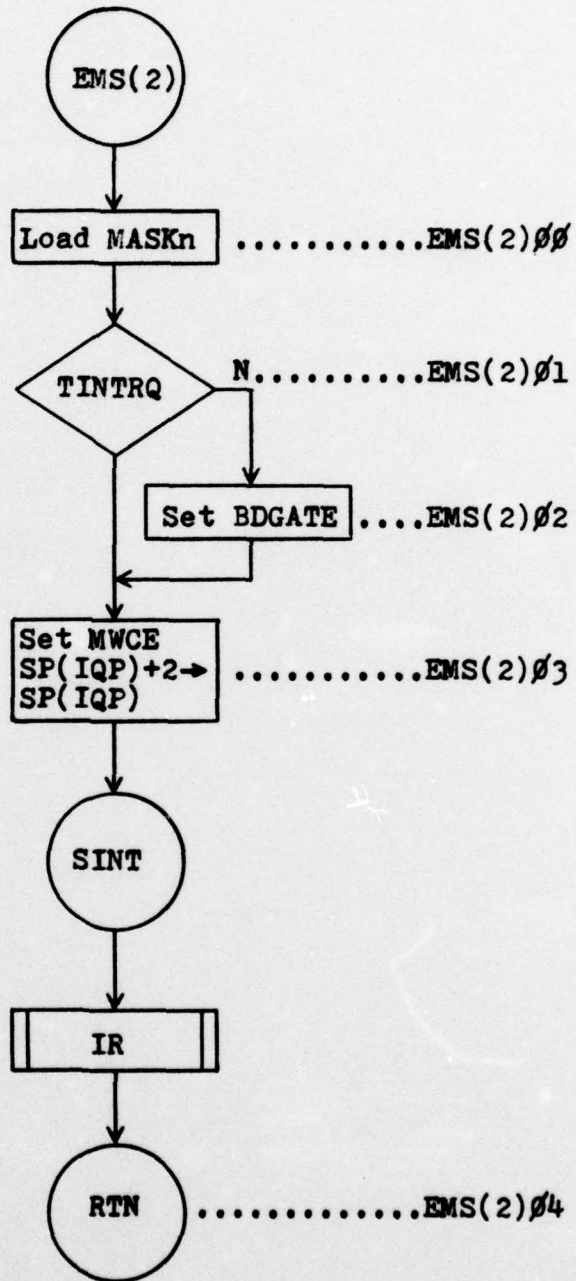 EMS(2)
Load MASKn ...........EMS(2)ØØ
TINTRQ N..........EMS(2)Ø1
Set BDGATE ....EMS(2)Ø2
Set MWCE
SP(IQP)+2→ ...........EMS(2)Ø3
SP(IQP)
SINT
IR
RTN .............EMS(2)Ø4